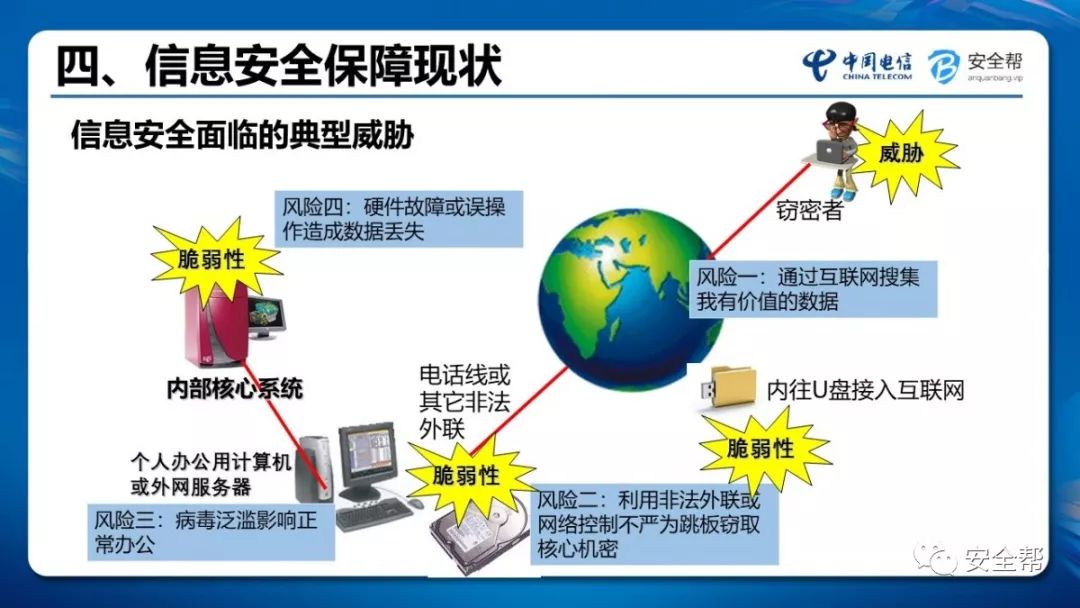 四、信息安全保障现状
中国电信
CHINA TELECOM
安全帮
anquanbang.vip
信息安全面临的典型威胁
威胁
窃密者
风险四：硬件故障或误操
作造成数据丢失
脆弱性
风险一：通过互联网搜集
我有价值的数据
内部核心系统
电话线或
其它非法
外联
内往U盘接入互联网
脆弱性
个人办公用计算机
或外网服务器
脆弱性
风险三：病毒泛滥影响正
常办公
风险二：利用非法外联或
网络控制不严为跳板窃取
核心机密
安全帮